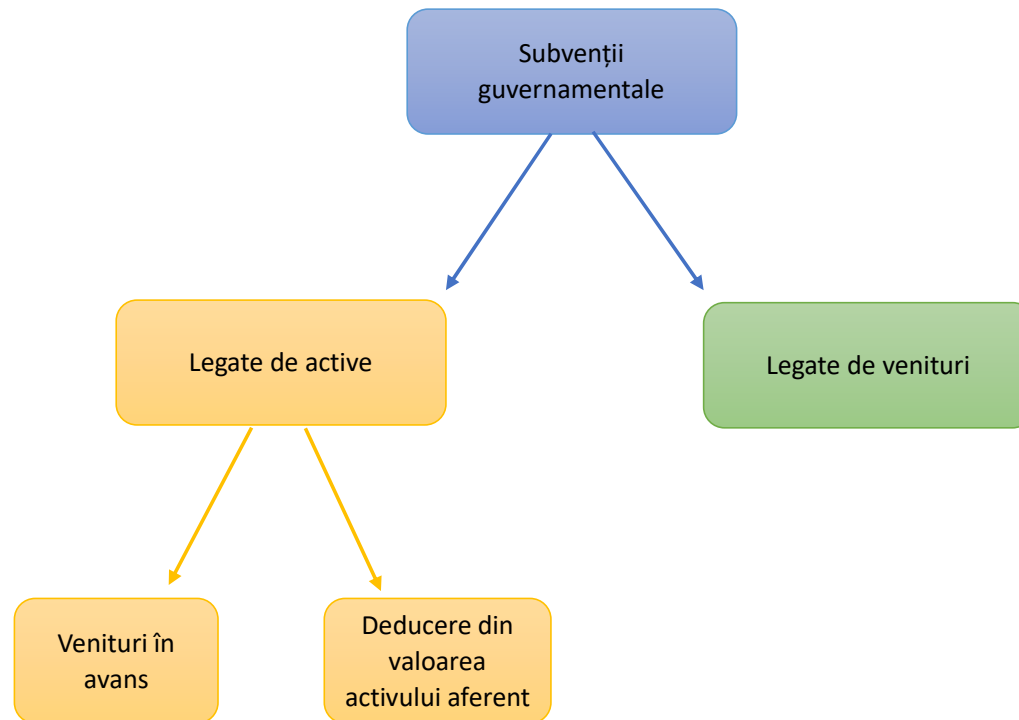 Subvenții
guvernamentale
Legate de active
Legate de venituri
Venituri în
avans
Deducere din
valoarea
activului aferent